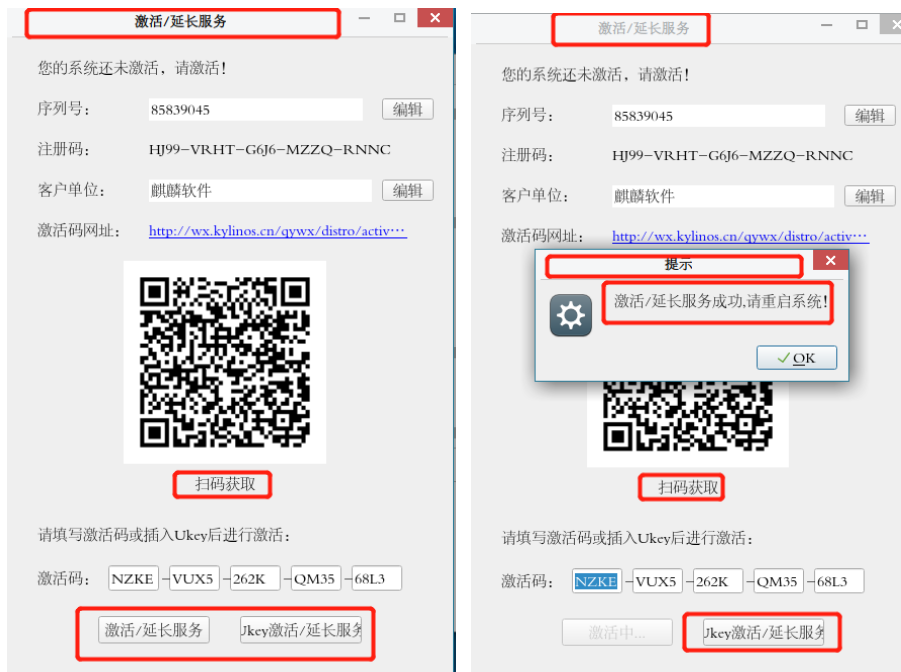 激活/延长服务
您的系统还未激活，请激活!
序列号： 85839045 编辑
注册码： HJ99-VRHT-G6J6-MZZQ-RNNC
客户单位： 麒麟软件 编辑
激活码网址： http://wx.kylinos.cn/qywx/distro/activ…
扫码获取
请填写激活码或插入Ukey后进行激活：
激活码： NZKE-VUX5-262K-QM35-68L3
激活/延长服务 Jkey激活/延长服务
激活/延长服务
您的系统还未激活，请激活!
序列号： 85839045 编辑
注册码： HJ99-VRHT-G6J6-MZZQ-RNNC
客户单位： 麒麟软件 编辑
激活码网址： http://wx.kylinos.cn/qywx/distro/activ…
提示
激活/延长服务成功,请重启系统!
OK
扫码获取
请填写激活码或插入Ukey后进行激活：
激活码： NZKE-VUX5-262K-QM35-68L3
激活中... Jkey激活/延长服务